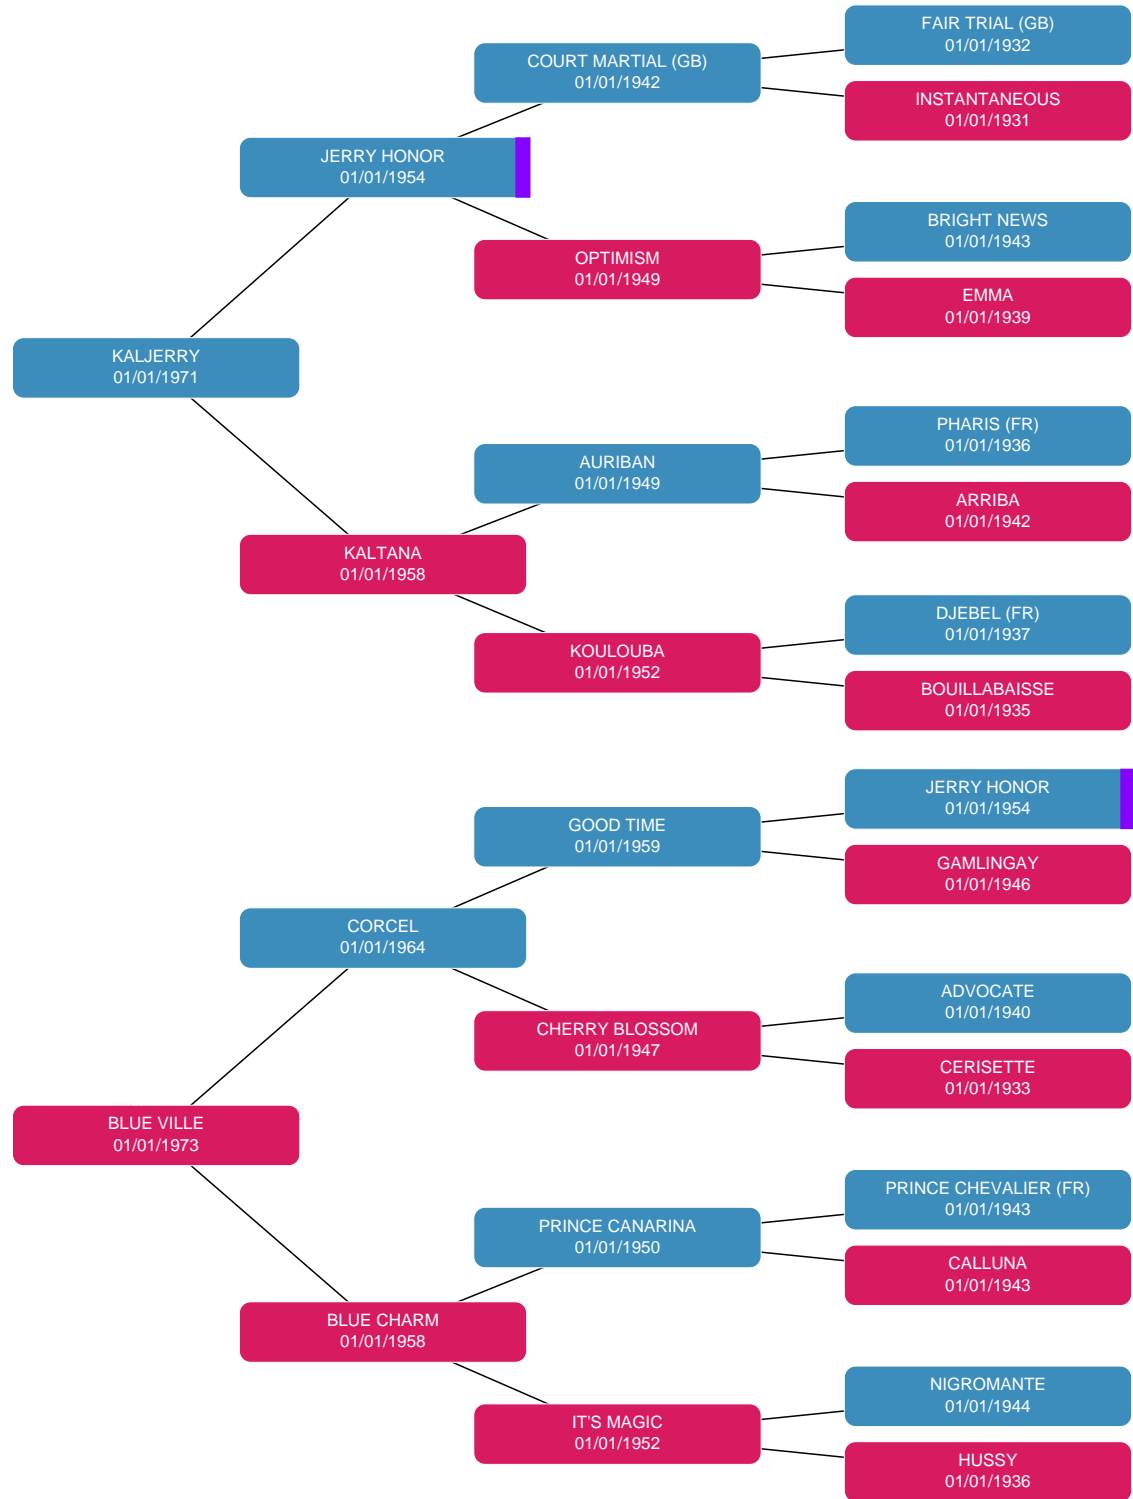 FAIR TRIAL (GB)
01/01/1932
COURT MARTIAL (GB)
01/01/1942
INSTANTANEOUS
01/01/1931
JERRY HONOR
01/01/1954
BRIGHT NEWS
01/01/1943
OPTIMISM
01/01/1949
EMMA
01/01/1939
KALJERRY
01/01/1971
PHARIS (FR)
01/01/1936
AURIBAN
01/01/1949
ARRIBA
01/01/1942
KALTANA
01/01/1958
DJEBEL (FR)
01/01/1937
KOULOUBA
01/01/1952
BOUILLABAISSE
01/01/1935
JERRY HONOR
01/01/1954
GOOD TIME
01/01/1959
GAMLINGAY
01/01/1946
CORCEL
01/01/1964
ADVOCATE
01/01/1940
CHERRY BLOSSOM
01/01/1947
CERISETTE
01/01/1933
BLUE VILLE
01/01/1973
PRINCE CHEVALIER (FR)
01/01/1943
PRINCE CANARINA
01/01/1950
CALLUNA
01/01/1943
BLUE CHARM
01/01/1958
NIGROMANTE
01/01/1944
IT'S MAGIC
01/01/1952
HUSSY
01/01/1936